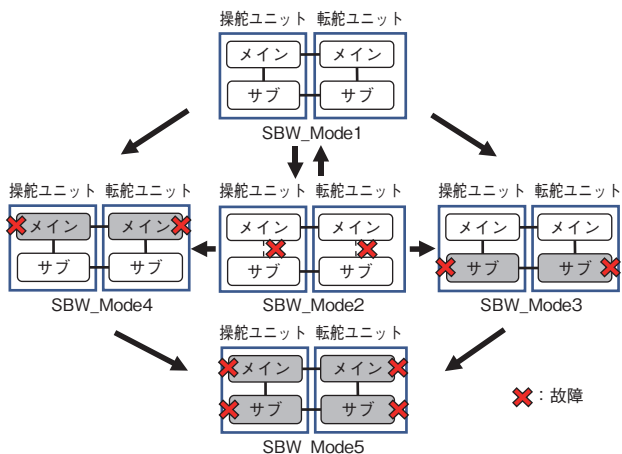 操舵ユニット 転舵ユニット
メイン メイン
サブ サブ
SBW_Mode1
操舵ユニット 転舵ユニット
メイン メイン
サブ サブ
SBW_Mode4
操舵ユニット 転舵ユニット
メイン メイン
サブ サブ
SBW_Mode2
操舵ユニット 転舵ユニット
メイン メイン
サブ サブ
SBW_Mode3
操舵ユニット 転舵ユニット
メイン メイン
サブ サブ
SBW_Mode5
:故障